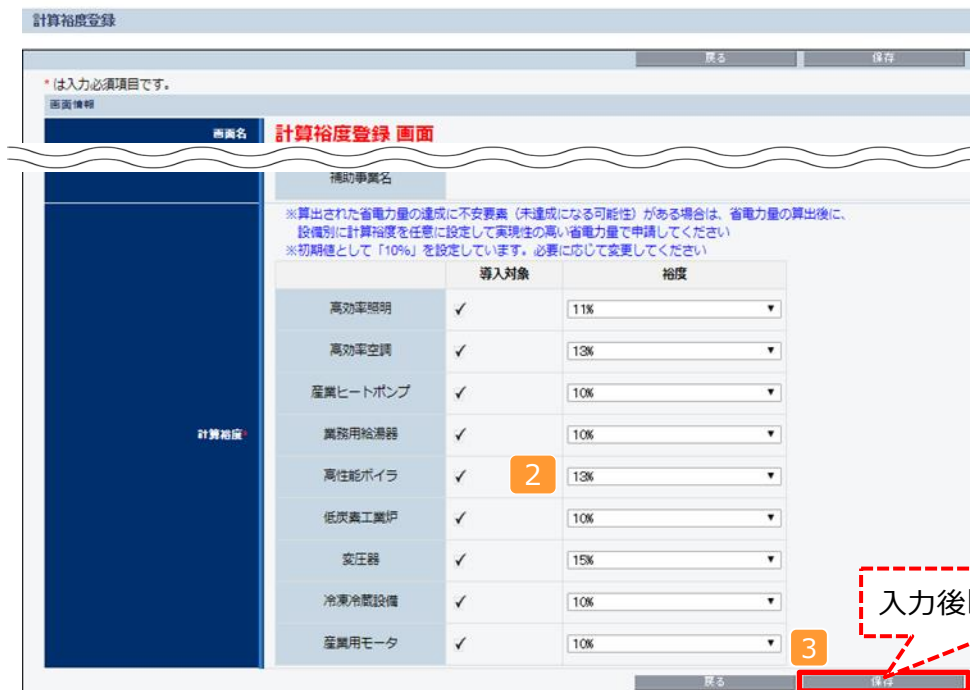 計算裕度登録
戻る 保存
* は入力必須項目です。
画面情報
画面名 計算裕度登録 画面
補助事業名
※算出された省電力量の達成に不安要素（未達成になる可能性）がある場合は、省電力量の算出後に、
設備別に計算裕度を任意に設定して実現性の高い省電力量で申請してください
※初期値として「10%」を設定しています。必要に応じて変更してください
導入対象 裕度
高効率照明 ✓ 11% ▼
高効率空調 ✓ 13% ▼
産業ヒートポンプ ✓ 10% ▼
計算裕度* 業務用給湯器 ✓ 10% ▼
高性能ボイラ ✓ 2 13% ▼
低炭素工業炉 ✓ 10% ▼
変圧器 ✓ 15% ▼
冷凍冷蔵設備 ✓ 10% ▼
入力後
産業用モータ ✓ 10% ▼ 3
戻る 保存